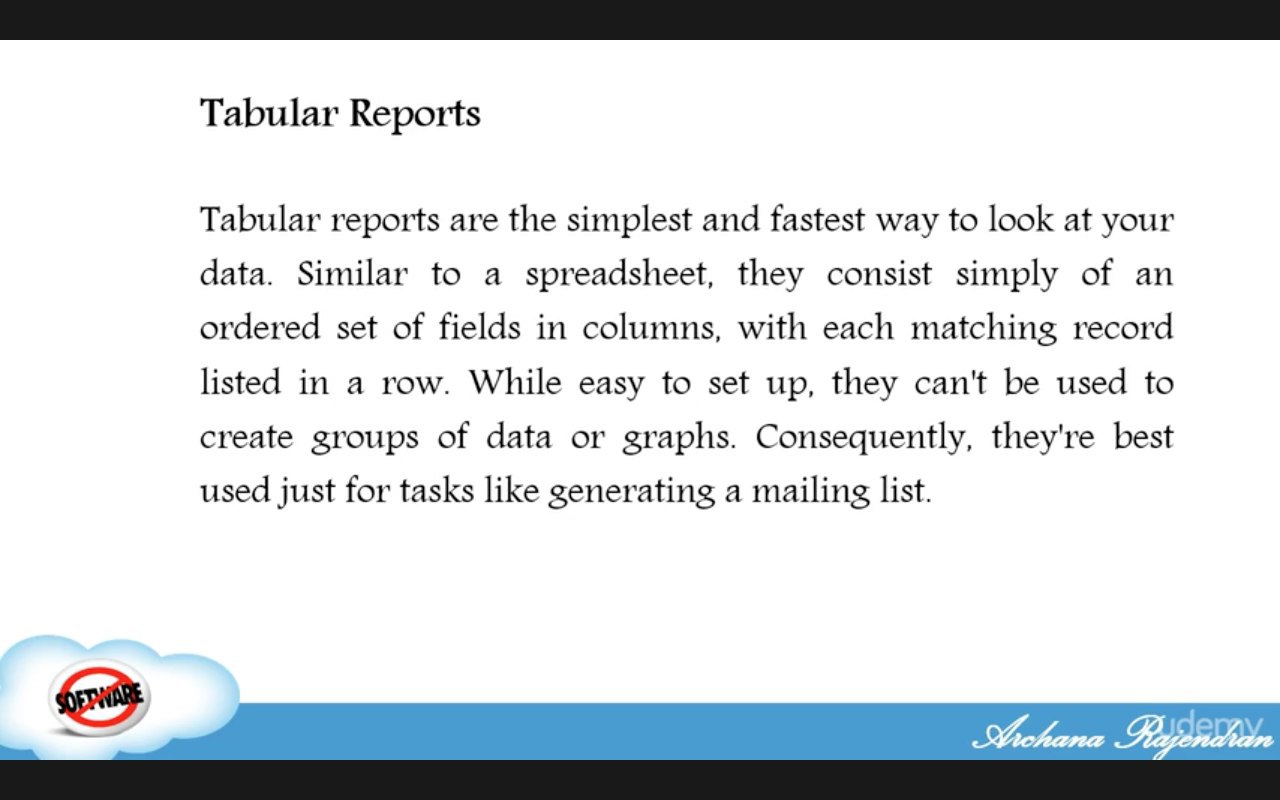 Tabular Reports
Tabular reports are the simplest and fastest way to look at your
data. Similar to a spreadsheet, they consist simply of an
ordered set of fields in columns, with each matching record
listed in a row. While easy to set up, they can't be used to
create groups of data or graphs. Consequently, they're best
used just for tasks like generating a mailing list.
SOFTWARE
Archana Rajendran
udemy